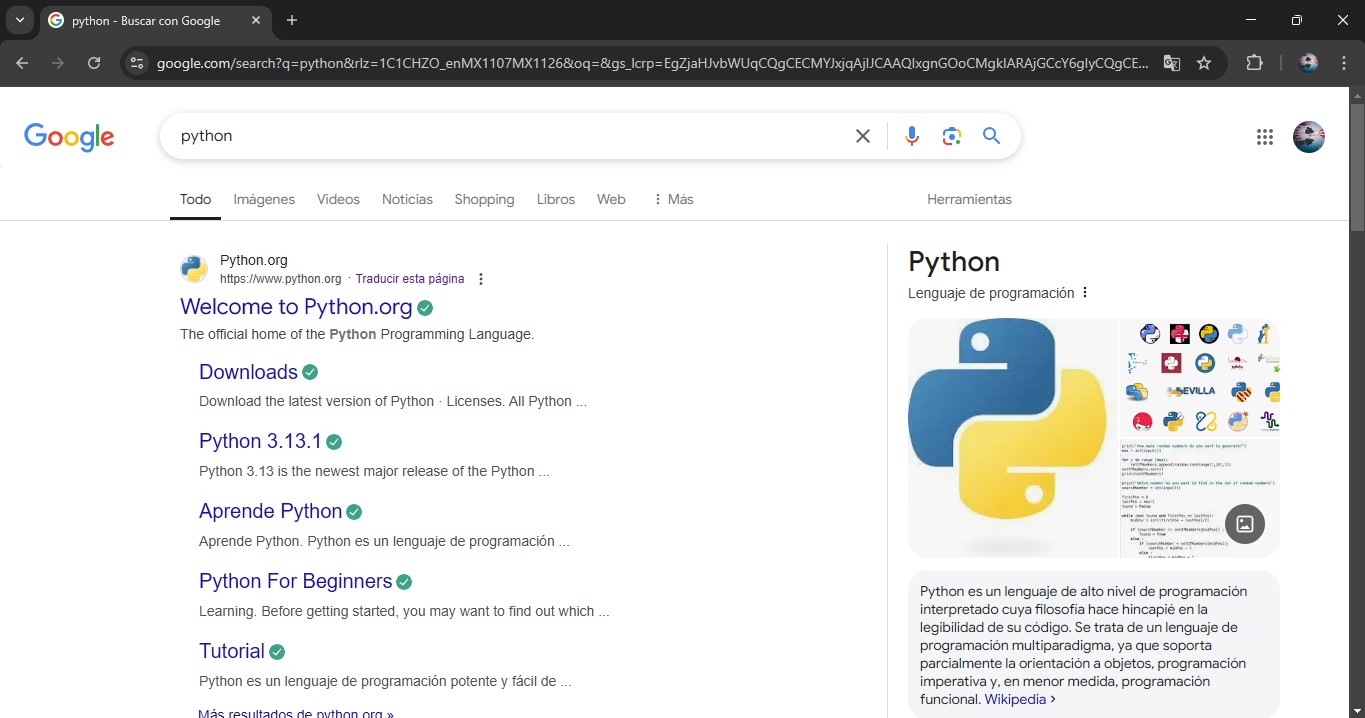 python - Buscar con Google
google.com/search?q=python&rlz=1C1CHZO_enMX1107MX1126&oq=&gs_lcrp=EgZjaHJvbWUqCQgCECMYJxjqAjIJCAAQIxgnGOoCMgkIARAjGCcY6gIyCQgCE...
Google
python
Todo
Imágenes
Videos
Noticias
Shopping
Libros
Web
Más
Herramientas
Python.org
https://www.python.org · Traducir esta página
Welcome to Python.org
The official home of the Python Programming Language.
Downloads
Download the latest version of Python · Licenses. All Python ...
Python 3.13.1
Python 3.13 is the newest major release of the Python ...
Aprende Python
Aprende Python. Python es un lenguaje de programación ...
Python For Beginners
Learning. Before getting started, you may want to find out which ...
Tutorial
Python es un lenguaje de programación potente y fácil de ...
Más resultados de python.org »
Python
Lenguaje de programación
SEVILLA
Python es un lenguaje de alto nivel de programación
interpretado cuya filosofía hace hincapié en la
legibilidad de su código. Se trata de un lenguaje de
programación multiparadigma, ya que soporta
parcialmente la orientación a objetos, programación
imperativa y, en menor medida, programación
funcional. Wikipedia >